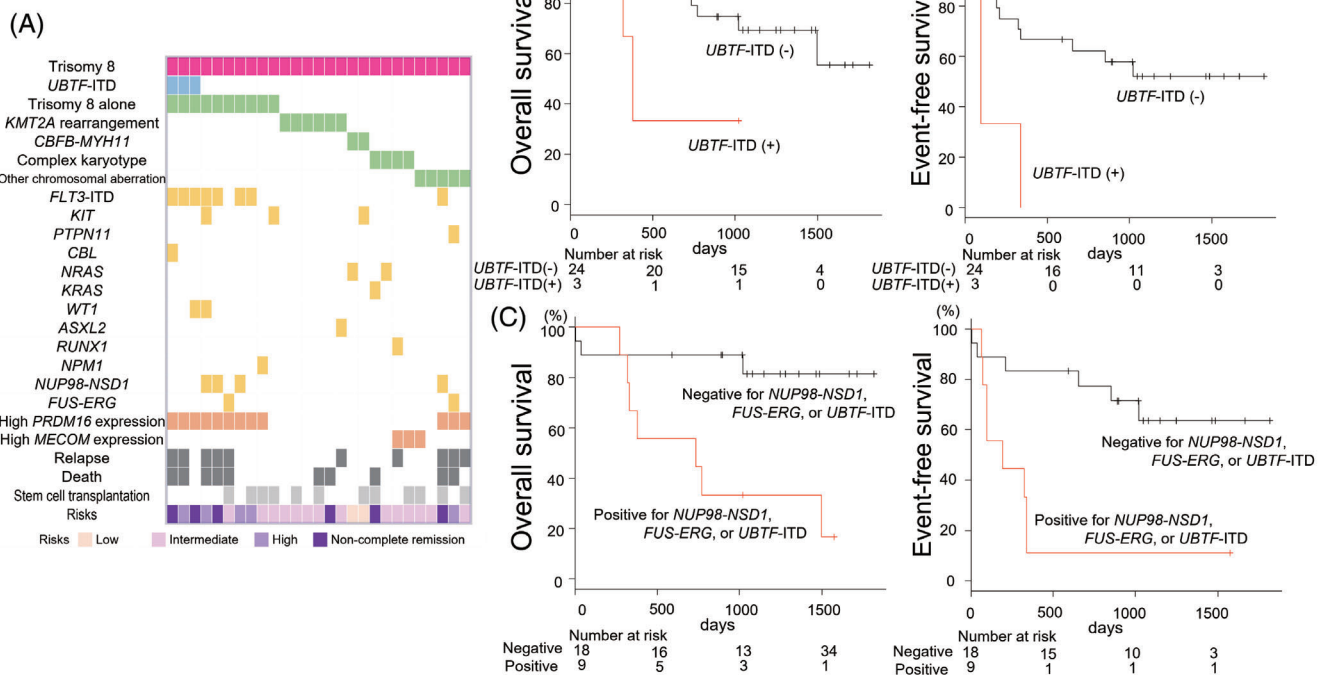 (A)
Trisomy 8
UBTF-ITD
Trisomy 8 alone
KMT2A rearrangement
CBFB-MYH11
Complex karyotype
Other chromosomal aberration
FLT3-ITD
KIT
PTPN11
CBL
NRAS
KRAS
WT1
ASXL2
RUNX1
NPM1
NUP98-NSD1
FUS-ERG
High PRDM16 expression
High MECOM expression
Relapse
Death
Stem cell transplantation
Risks
Risks Low Intermediate High Non-complete remission
Overall survival
80
60
40
20
0
UBTF-ITD (-)
UBTF-ITD (+)
500 1000 1500
days
Number at risk
UBTF-ITD(-) 24 20 15 4
UBTF-ITD(+) 3 1 1 0
Event-free survival
80
60
40
20
0
UBTF-ITD (-)
UBTF-ITD (+)
0 500 1000 1500
days
Number at risk
UBTF-ITD(-) 24 16 11 3
UBTF-ITD(+) 3 0 0 0
(C)
(%)
Overall survival
100
80
60
40
20
0
Negative for NUP98-NSD1,
FUS-ERG, or UBTF-ITD
Positive for NUP98-NSD1,
FUS-ERG, or UBTF-ITD
0 500 1000 1500
days
Number at risk
Negative 18 16 13 34
Positive 9 5 3 1
(%)
Event-free survival
100
80
60
40
20
0
Negative for NUP98-NSD1,
FUS-ERG, or UBTF-ITD
Positive for NUP98-NSD1,
FUS-ERG, or UBTF-ITD
0 500 1000 1500
days
Number at risk
Negative 18 15 10 3
Positive 9 1 1 1